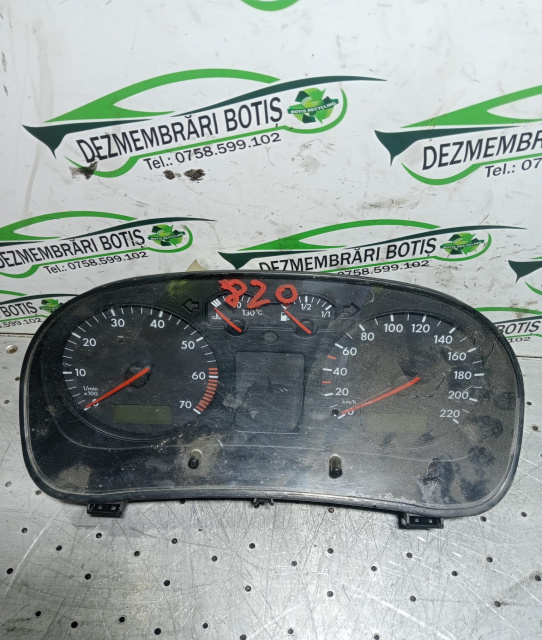 DEZMEMBRĂRI BOTIȘ
Tel.: 0758.599.102
BOTIȘ RECYCLING
DEZMEMBRĂRI
Tel.: 0758.599.102
DEZMEMBRĂRI BOTIȘ
Tel.: 0758.599.102
DEZMEMBRĂRI BOTIȘ
Tel.: 0758.599.102
820
130°C
1/2
1/1
10
20
30
40
50
60
70
1/min
x100
20
40
60
80
100
120
140
160
180
200
220
km/h